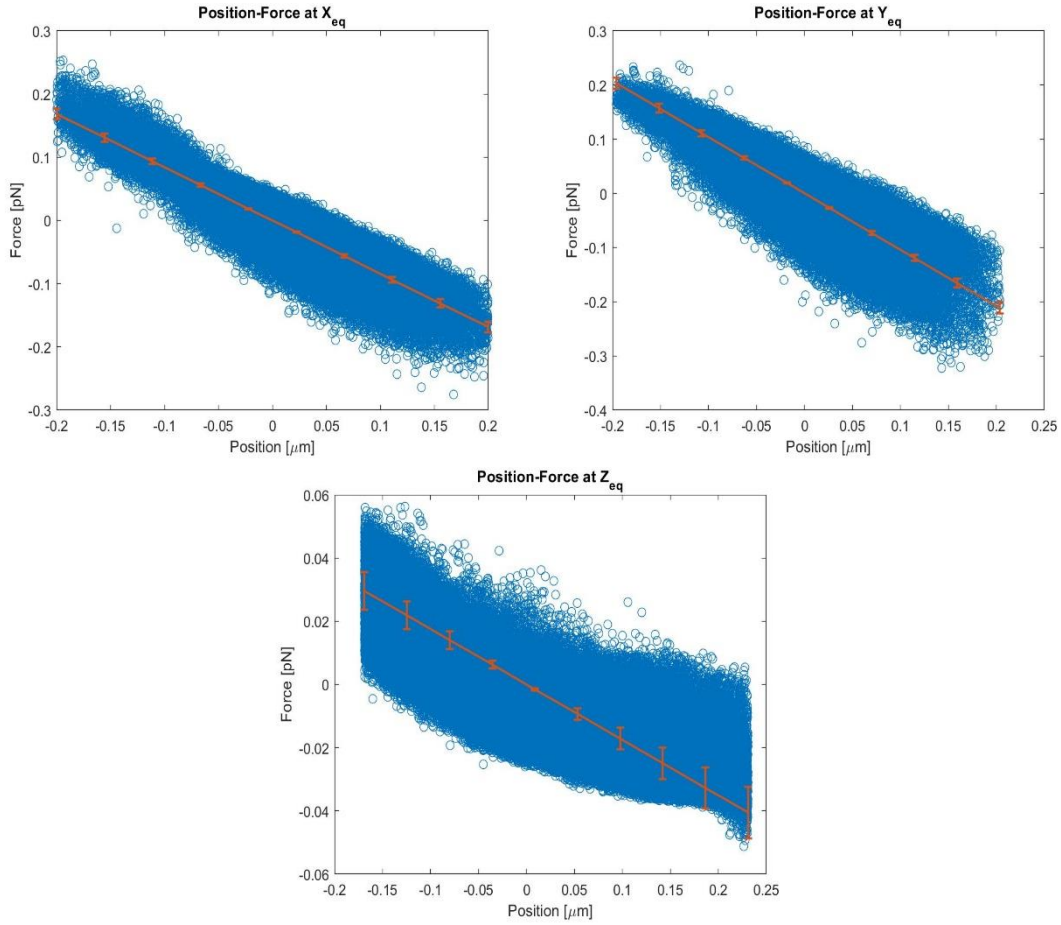 Position-Force at X_eq
Force [pN]
0.3
0.2
0.1
0
-0.1
-0.2
-0.3
-0.2 -0.15 -0.1 -0.05 0 0.05 0.1 0.15 0.2
Position [μm]
Position-Force at Y_eq
Force [pN]
0.3
0.2
0.1
0
-0.1
-0.2
-0.3
-0.4
-0.2 -0.15 -0.1 -0.05 0 0.05 0.1 0.15 0.2 0.25
Position [μm]
Position-Force at Z_eq
Force [pN]
0.06
0.04
0.02
0
-0.02
-0.04
-0.06
-0.2 -0.15 -0.1 -0.05 0 0.05 0.1 0.15 0.2 0.25
Position [μm]